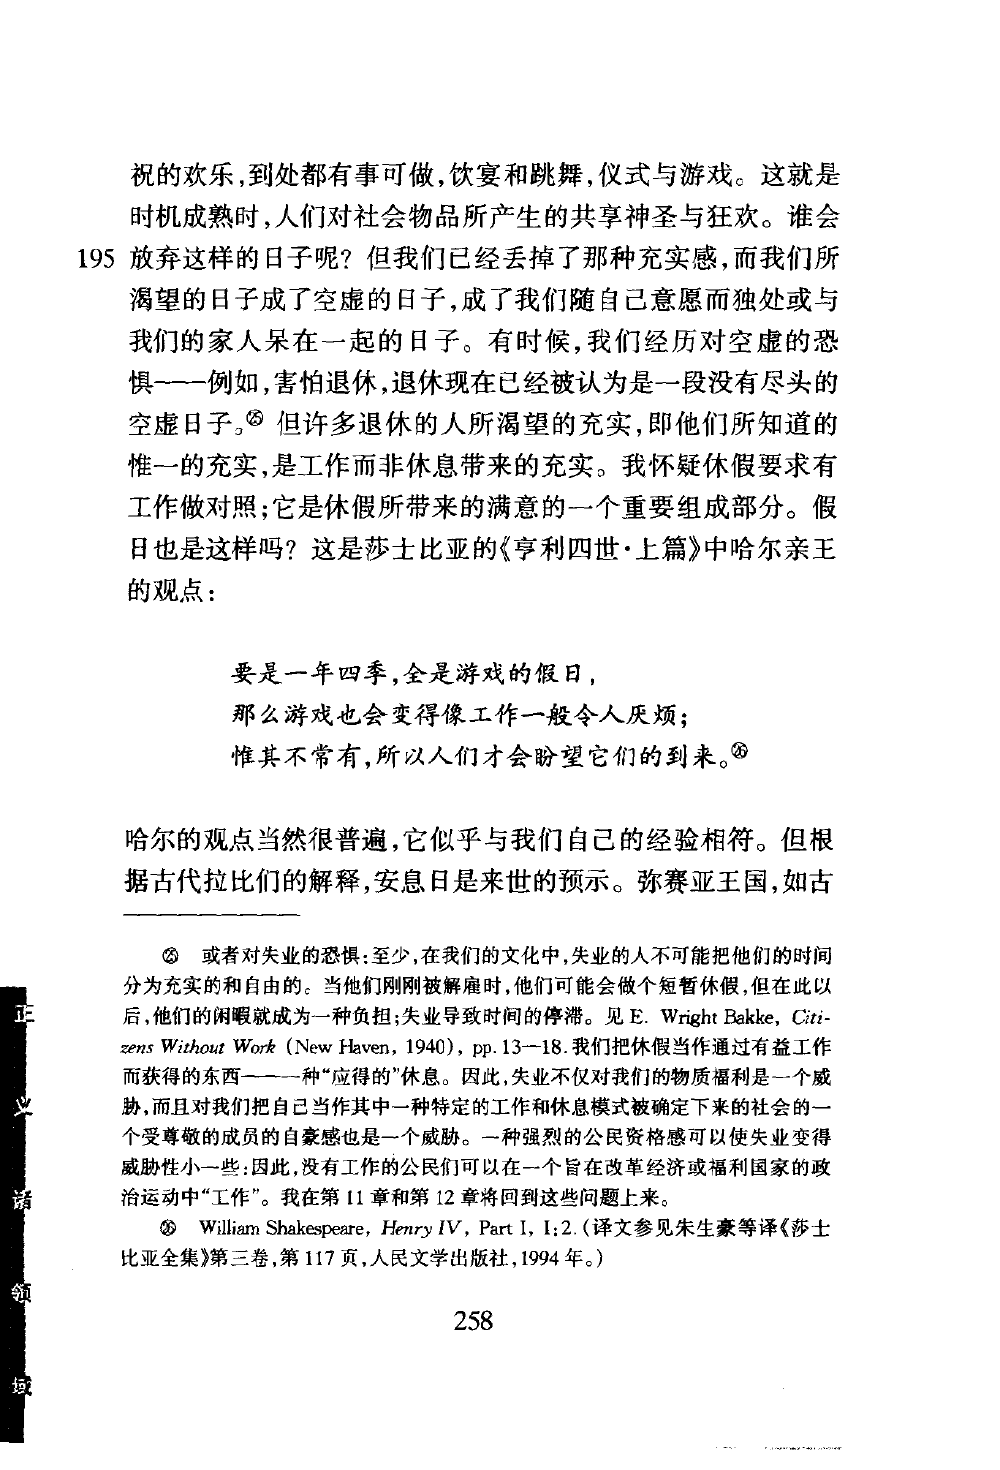 祝的欢乐,到处都有事可做,饮宴和跳舞,仪式与游戏。这就是
时机成熟时,人们对社会物品所产生的共享神圣与狂欢。谁会
195 放弃这样的日子呢?但我们已经丢掉了那种充实感,而我们所
渴望的日子成了空虚的日子,成了我们随自己意愿而独处或与
我们的家人呆在一起的日子。有时候,我们经历对空虚的恐
惧——例如,害怕退休,退休现在已经被认为是一段没有尽头的
空虚日子。㉕ 但许多退休的人所渴望的充实,即他们所知道的
惟一的充实,是工作而非休息带来的充实。我怀疑休假要求有
工作做对照;它是休假所带来的满意的一个重要组成部分。假
日也是这样吗?这是莎士比亚的《亨利四世·上篇》中哈尔亲王
的观点:
要是一年四季,全是游戏的假日,
那么游戏也会变得像工作一般令人厌烦;
惟其不常有,所以人们才会盼望它们的到来。㉖
哈尔的观点当然很普遍,它似乎与我们自己的经验相符。但根
据古代拉比们的解释,安息日是来世的预示。弥赛亚王国,如古
㉕ 或者对失业的恐惧:至少,在我们的文化中,失业的人不可能把他们的时间
分为充实的和自由的。当他们刚刚被解雇时,他们可能会做个短暂休假,但在此以
后,他们的闲暇就成为一种负担;失业导致时间的停滞。见 E. Wright Bakke, Citi-
zens Without Work (New Haven, 1940), pp. 13—18. 我们把休假当作通过有益工作
而获得的东西——一种“应得的”休息。因此,失业不仅对我们的物质福利是一个威
胁,而且对我们把自己当作其中一种特定的工作和休息模式被确定下来的社会的一
个受尊敬的成员的自豪感也是一个威胁。一种强烈的公民资格感可以使失业变得
威胁性小一些:因此,没有工作的公民们可以在一个旨在改革经济或福利国家的政
治运动中“工作”。我在第 11 章和第 12 章将回到这些问题上来。
㉖ William Shakespeare, Henry IV, Part I, I:2. (译文参见朱生豪等译《莎士
比亚全集》第三卷,第 117 页,人民文学出版社,1994 年。)
258
正
义
诸
领
域